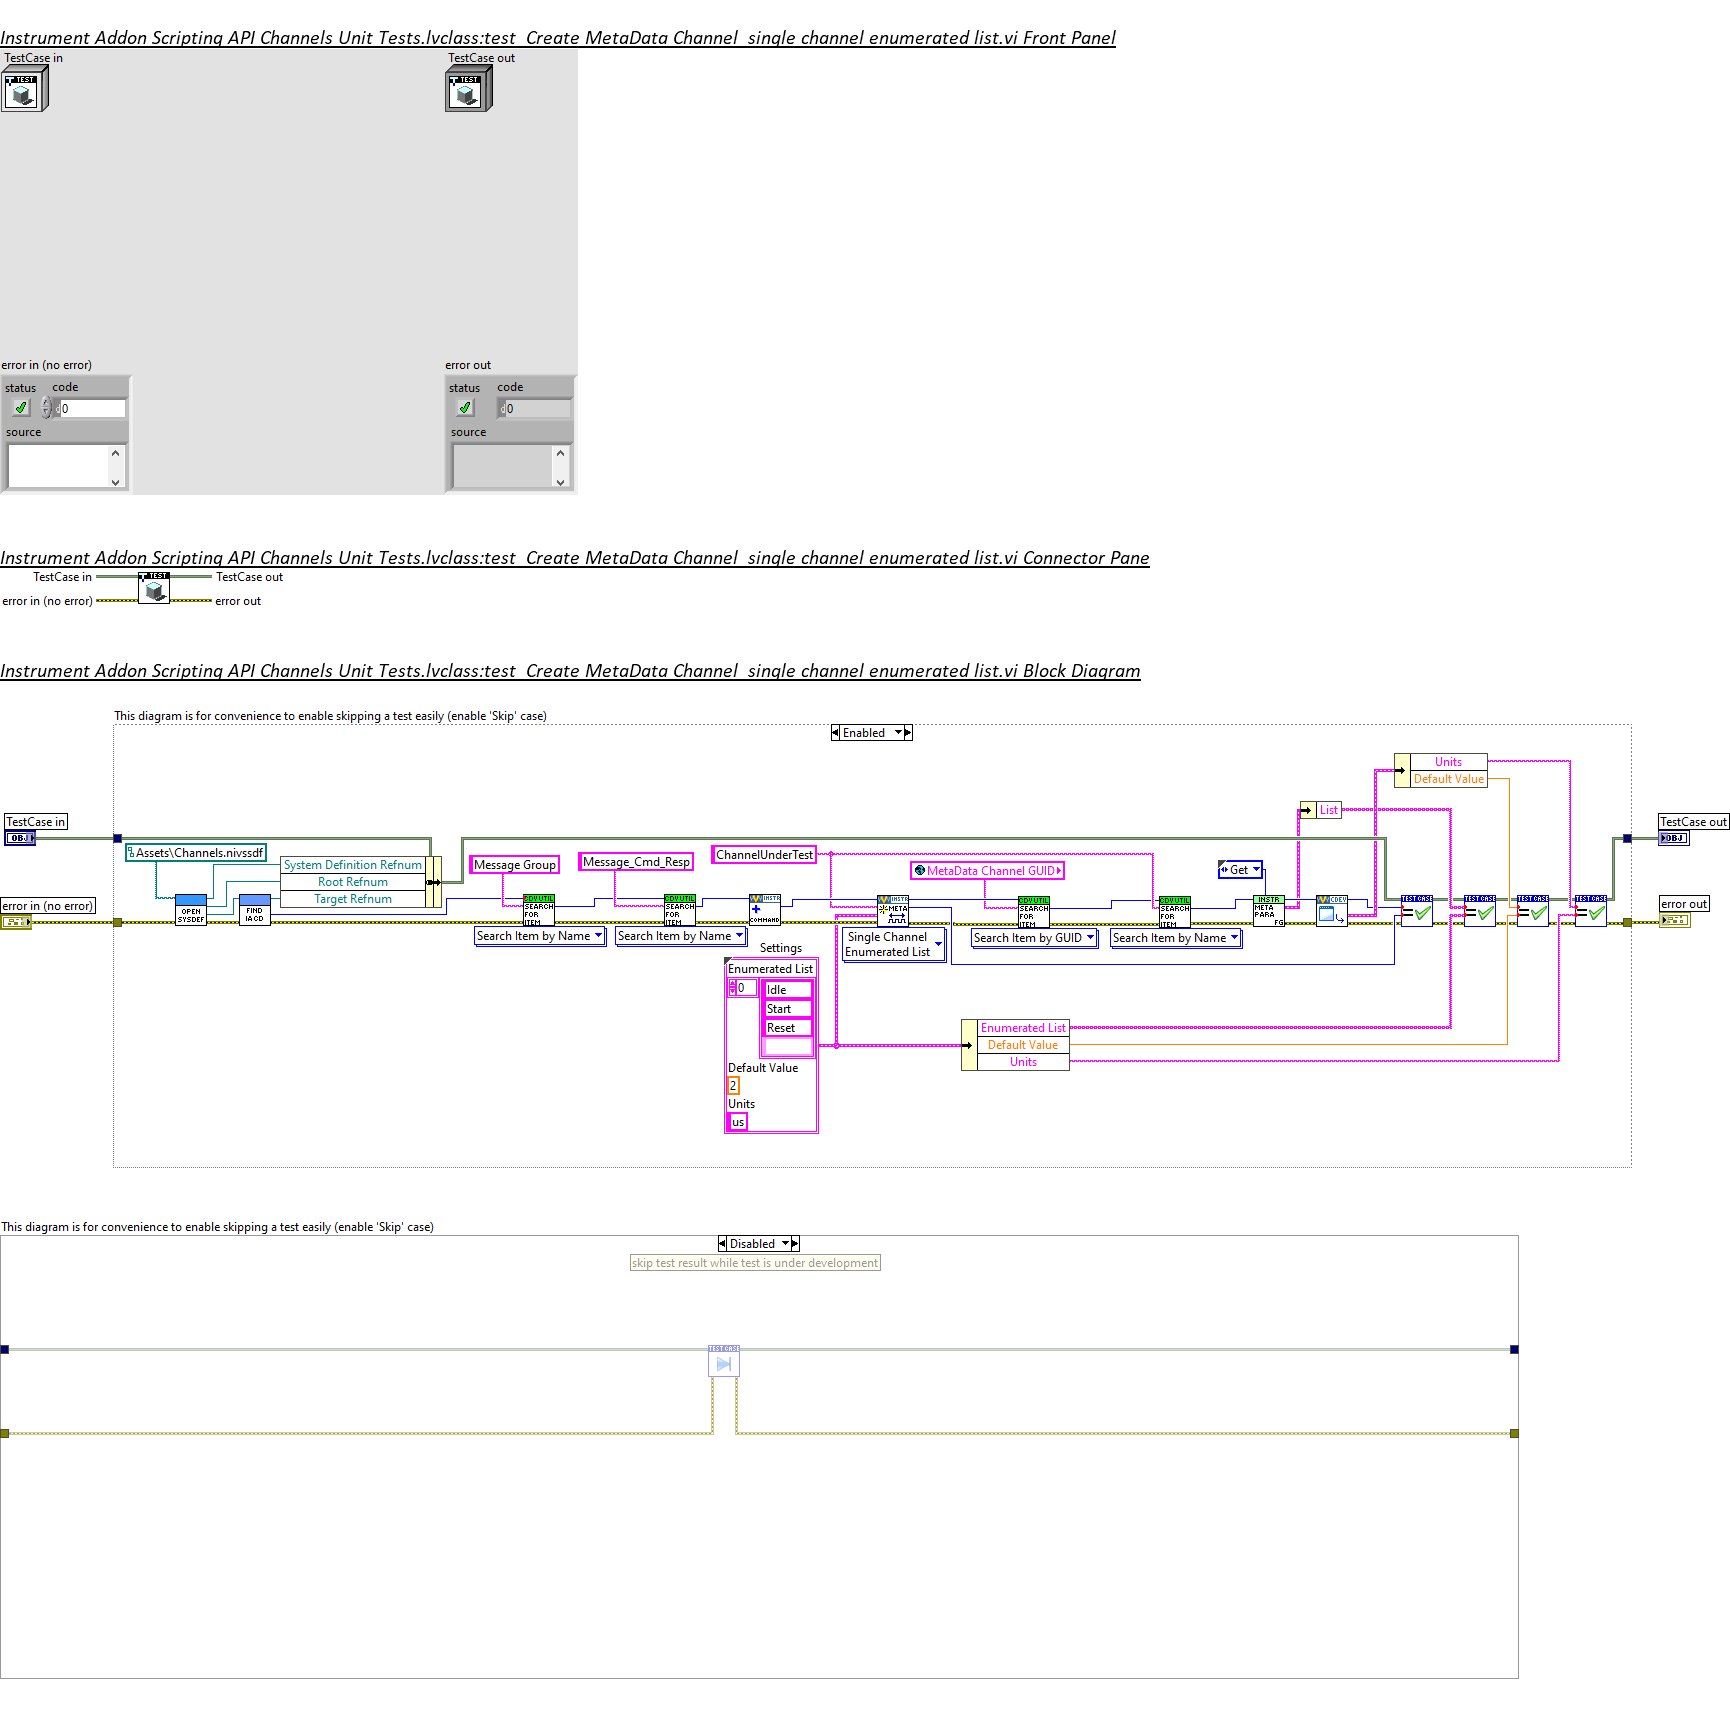 Instrument Addon Scripting API Channels Unit Tests.lvclass:test_Create MetaData Channel_single channel enumerated list.vi Front Panel
TestCase in
TestCase out
TEST
TEST
error in (no error)
error out
status
code
status
code
0
0
source
source
Instrument Addon Scripting API Channels Unit Tests.lvclass:test_Create MetaData Channel_single channel enumerated list.vi Connector Pane
TEST
TestCase in
TestCase out
error in (no error)
error out
Instrument Addon Scripting API Channels Unit Tests.lvclass:test_Create MetaData Channel_single channel enumerated list.vi Block Diagram
This diagram is for convenience to enable skipping a test easily (enable 'Skip' case)
Enabled
Units
Default Value
List
TestCase in
OBJ
TestCase out
OBJ
Assets\Channels.nivssdf
System Definition Refnum
Root Refnum
Target Refnum
Message Group
Message_Cmd_Resp
ChannelUnderTest
MetaData Channel GUID
Get
error in (no error)
error out
OPEN
SYSDEF
FIND
IACD
CDVUTIL
SEARCH
FOR
ITEM
CDVUTIL
SEARCH
FOR
ITEM
INSTR
COMMAND
INSTR
META
CDVUTIL
SEARCH
FOR
ITEM
CDVUTIL
SEARCH
FOR
ITEM
INSTR
META
PARA
FG
CDEV
TESTCASE
TESTCASE
TESTCASE
TESTCASE
Search Item by Name
Search Item by Name
Single Channel
Enumerated List
Search Item by GUID
Search Item by Name
Settings
Enumerated List
0
Idle
Start
Reset
Default Value
2
Units
us
Enumerated List
Default Value
Units
This diagram is for convenience to enable skipping a test easily (enable 'Skip' case)
Disabled
skip test result while test is under development
TESTCASE